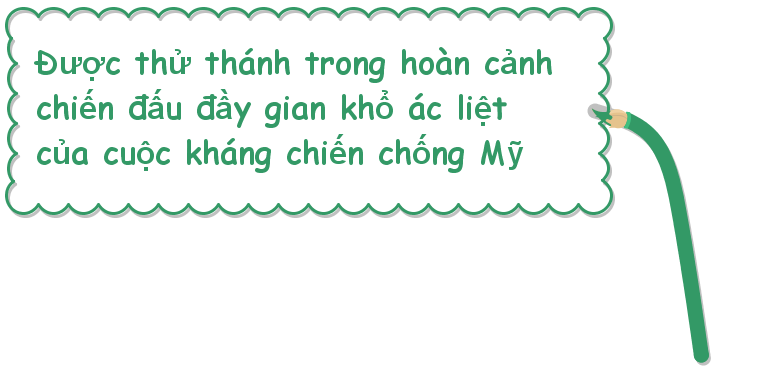 Được thử thánh trong hoàn cảnh
chiến đấu đầy gian khổ ác liệt
của cuộc kháng chiến chống Mỹ